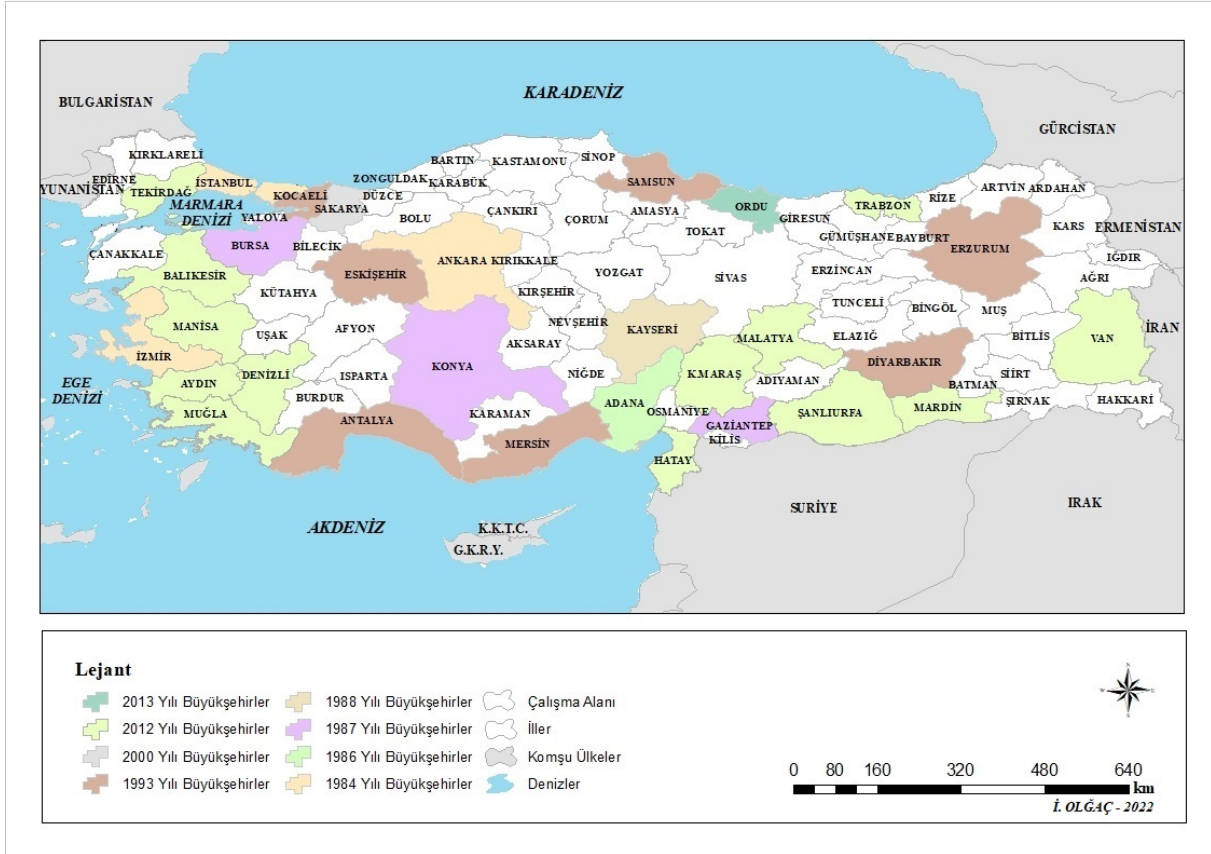 KARADENİZ
BULGARİSTAN
GÜRCİSTAN
KIRKLARELİ
EDİRNE
YUNANİSTAN
TEKİRDAĞ
İSTANBUL
KOCAELİ
MARMARA
DENİZİ
YALOVA
SAKARYA
ZONGULDAK
DÜZCE
BARTIN
KARABÜK
KASTAMONU
SİNOP
SAMSUN
BOLU
ÇANKIRI
ÇORUM
AMASYA
TOKAT
ORDU
GİRESUN
TRABZON
GÜMÜŞHANE
BAYBURT
RİZE
ARTVİN
ARDAHAN
KARS
ERMENİSTAN
ERZURUM
IĞDIR
AĞRI
ÇANAKKALE
BURSA
BİLECİK
BALIKESİR
ESKİŞEHİR
KÜTAHYA
ANKARA
KIRIKKALE
YOZGAT
SİVAS
ERZİNCAN
TUNCELİ
BİNGÖL
MUŞ
BİTLİS
VAN
İRAN
MANİSA
UŞAK
AFYON
KIRŞEHİR
NEVŞEHİR
KAYSERİ
MALATYA
ELAZIĞ
DİYARBAKIR
SİİRT
BATMAN
ŞIRNAK
HAKKARİ
EGE
DENİZİ
İZMİR
AYDIN
DENİZLİ
ISPARTA
BURDUR
KONYA
AKSARAY
NİĞDE
ADANA
K.MARAŞ
ADIYAMAN
MARDİN
MUĞLA
ANTALYA
KARAMAN
MERSİN
OSMANİYE
GAZİANTEP
KİLİS
ŞANLIURFA
HATAY
AKDENİZ
K.K.T.C.
G.K.R.Y.
SURİYE
IRAK
Lejant
2013 Yılı Büyükşehirler
2012 Yılı Büyükşehirler
2000 Yılı Büyükşehirler
1993 Yılı Büyükşehirler
1988 Yılı Büyükşehirler
1987 Yılı Büyükşehirler
1986 Yılı Büyükşehirler
1984 Yılı Büyükşehirler
Çalışma Alanı
İller
Komşu Ülkeler
Denizler
N
W E
S
0 80 160 320 480 640
km
İ. OLĞAÇ - 2022